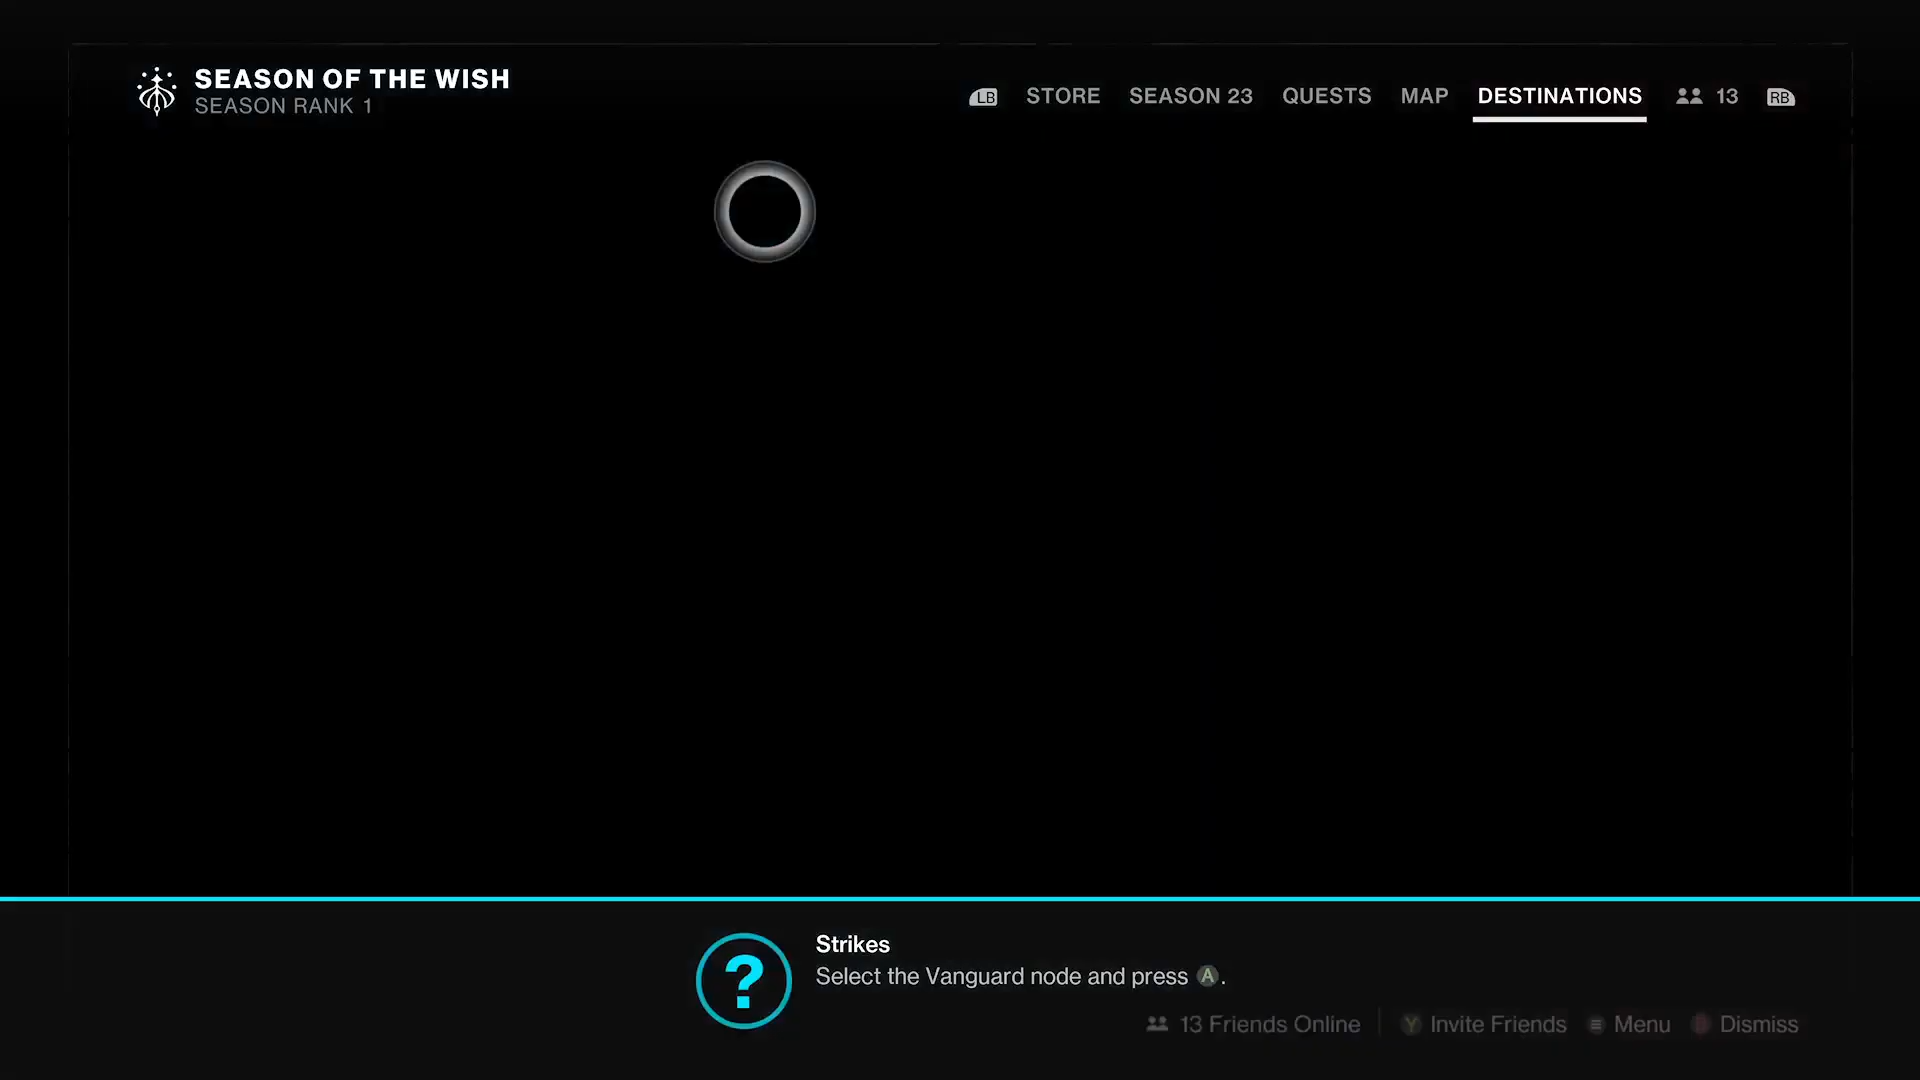 SEASON OF THE WISH
SEASON RANK 1
LB STORE SEASON 23 QUESTS MAP DESTINATIONS 13 RB
?
Strikes
Select the Vanguard node and press A.
13 Friends Online Y Invite Friends Menu B Dismiss